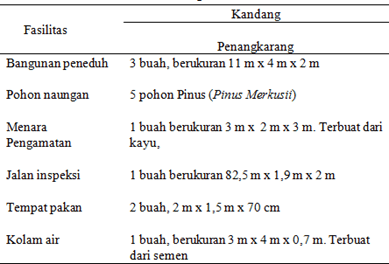 Kandang
Fasilitas
Penangkarang
Bangunan peneduh 3 buah, berukuran 11 m x 4 m x 2 m
Pohon naungan 5 pohon Pinus (Pinus Merkusii)
Menara 1 buah berukuran 3 m x 2 m x 3 m. Terbuat dari
Pengamatan kayu,
Jalan inspeksi 1 buah berukuran 82,5 m x 1,9 m x 2 m
Tempat pakan 2 buah, 2 m x 1,5 m x 70 cm
Kolam air 1 buah, berukuran 3 m x 4 m x 0,7 m. Terbuat
dari semen